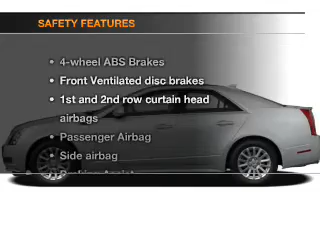 SAFETY FEATURES
• 4-wheel ABS Brakes
• Front Ventilated disc brakes
• 1st and 2nd row curtain head
airbags
• Passenger Airbag
• Side airbag